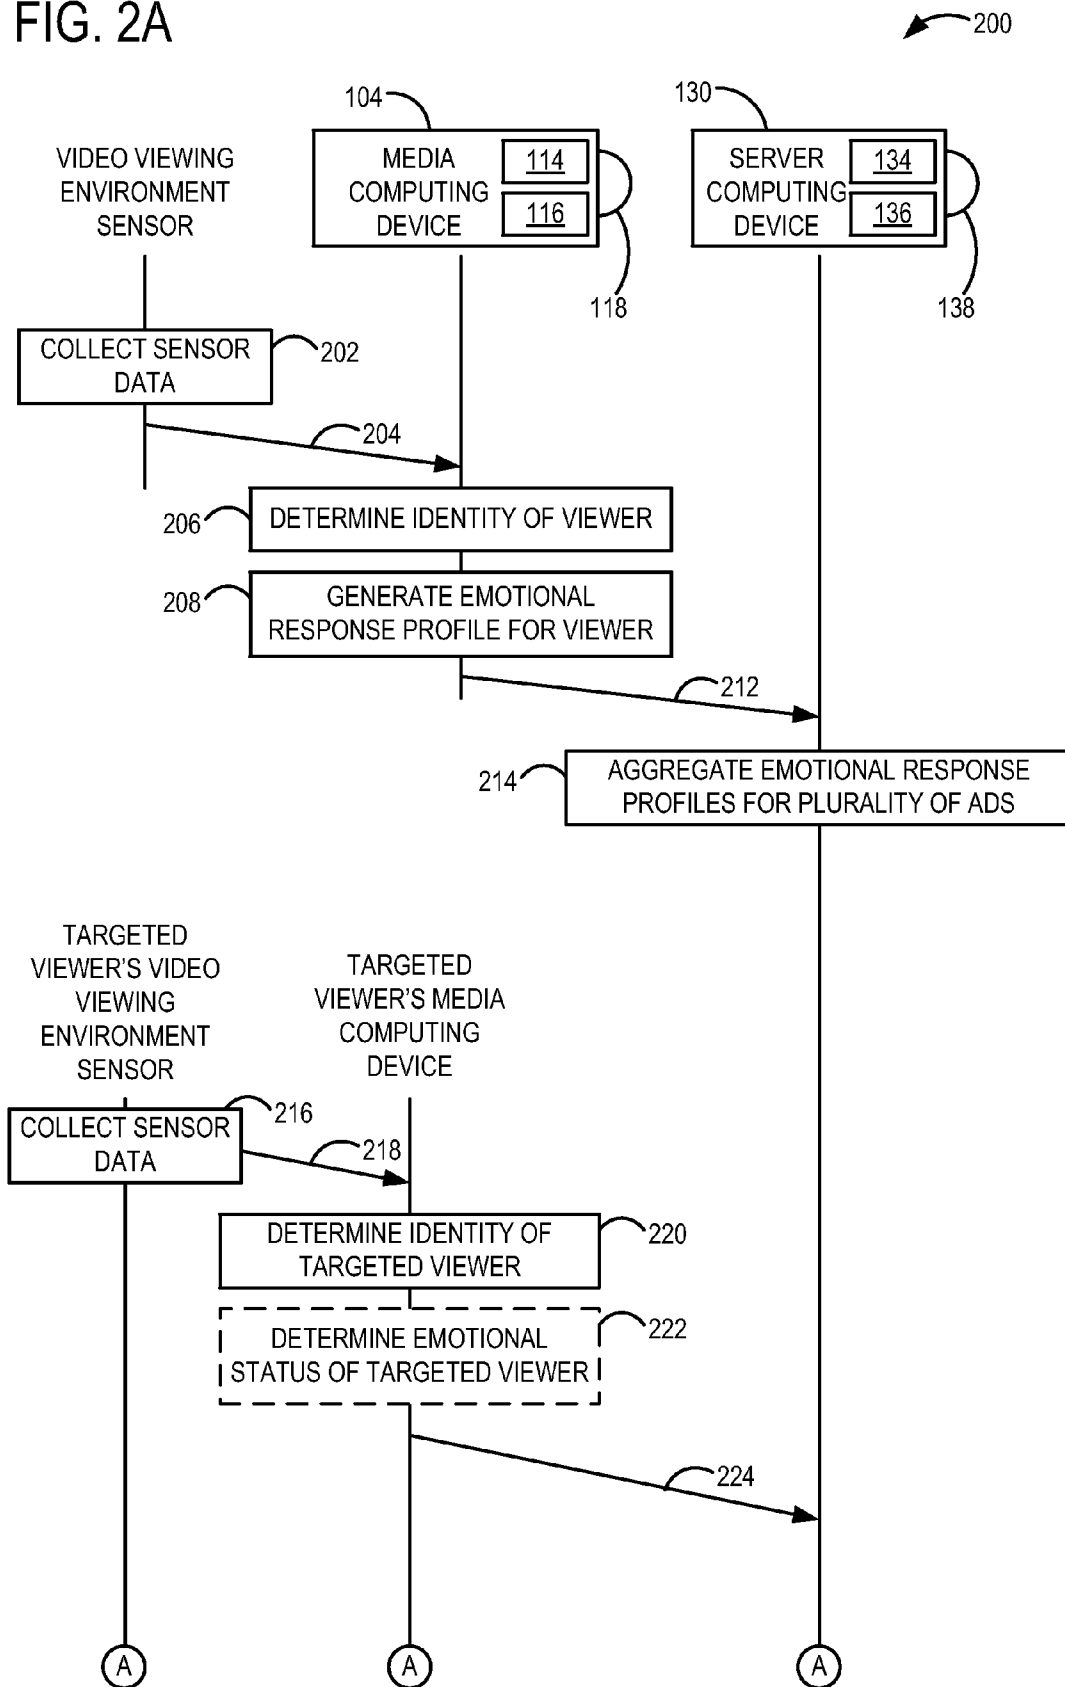 FIG. 2A
200
104
130
VIDEO VIEWING
ENVIRONMENT
SENSOR
MEDIA
COMPUTING
DEVICE
114
116
118
SERVER
COMPUTING
DEVICE
134
136
138
COLLECT SENSOR
DATA
202
204
206
DETERMINE IDENTITY OF VIEWER
208
GENERATE EMOTIONAL
RESPONSE PROFILE FOR VIEWER
212
214
AGGREGATE EMOTIONAL RESPONSE
PROFILES FOR PLURALITY OF ADS
TARGETED
VIEWER'S VIDEO
VIEWING
ENVIRONMENT
SENSOR
TARGETED
VIEWER'S MEDIA
COMPUTING
DEVICE
COLLECT SENSOR
DATA
216
218
DETERMINE IDENTITY OF
TARGETED VIEWER
220
DETERMINE EMOTIONAL
STATUS OF TARGETED VIEWER
222
224
A
A
A